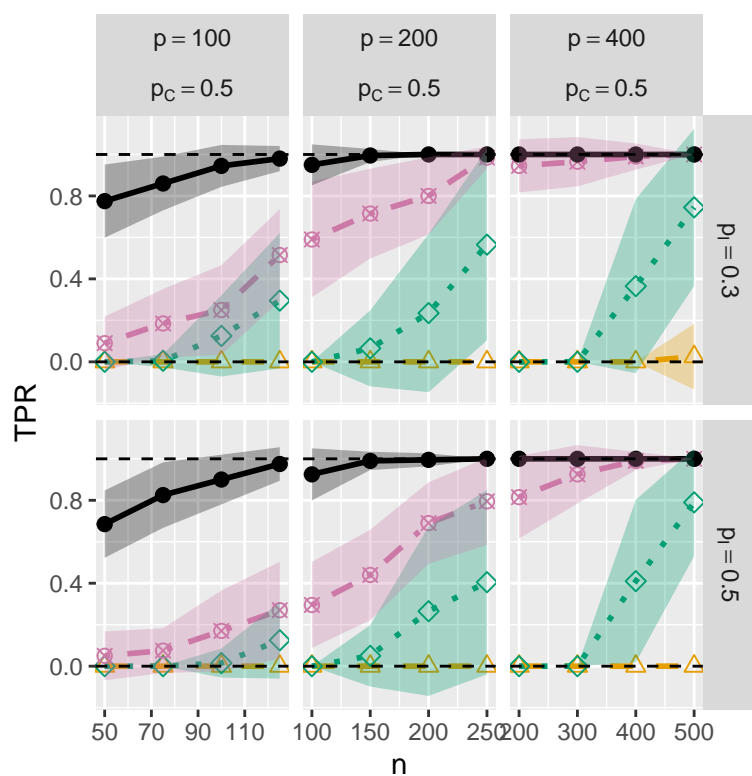 p = 100 p = 200 p = 400
p_C = 0.5 p_C = 0.5 p_C = 0.5
0.8
0.4
0.0
p_I = 0.3
TPR
0.8
0.4
0.0
p_I = 0.5
50 70 90 110 100 150 200 250 200 300 400 500
n